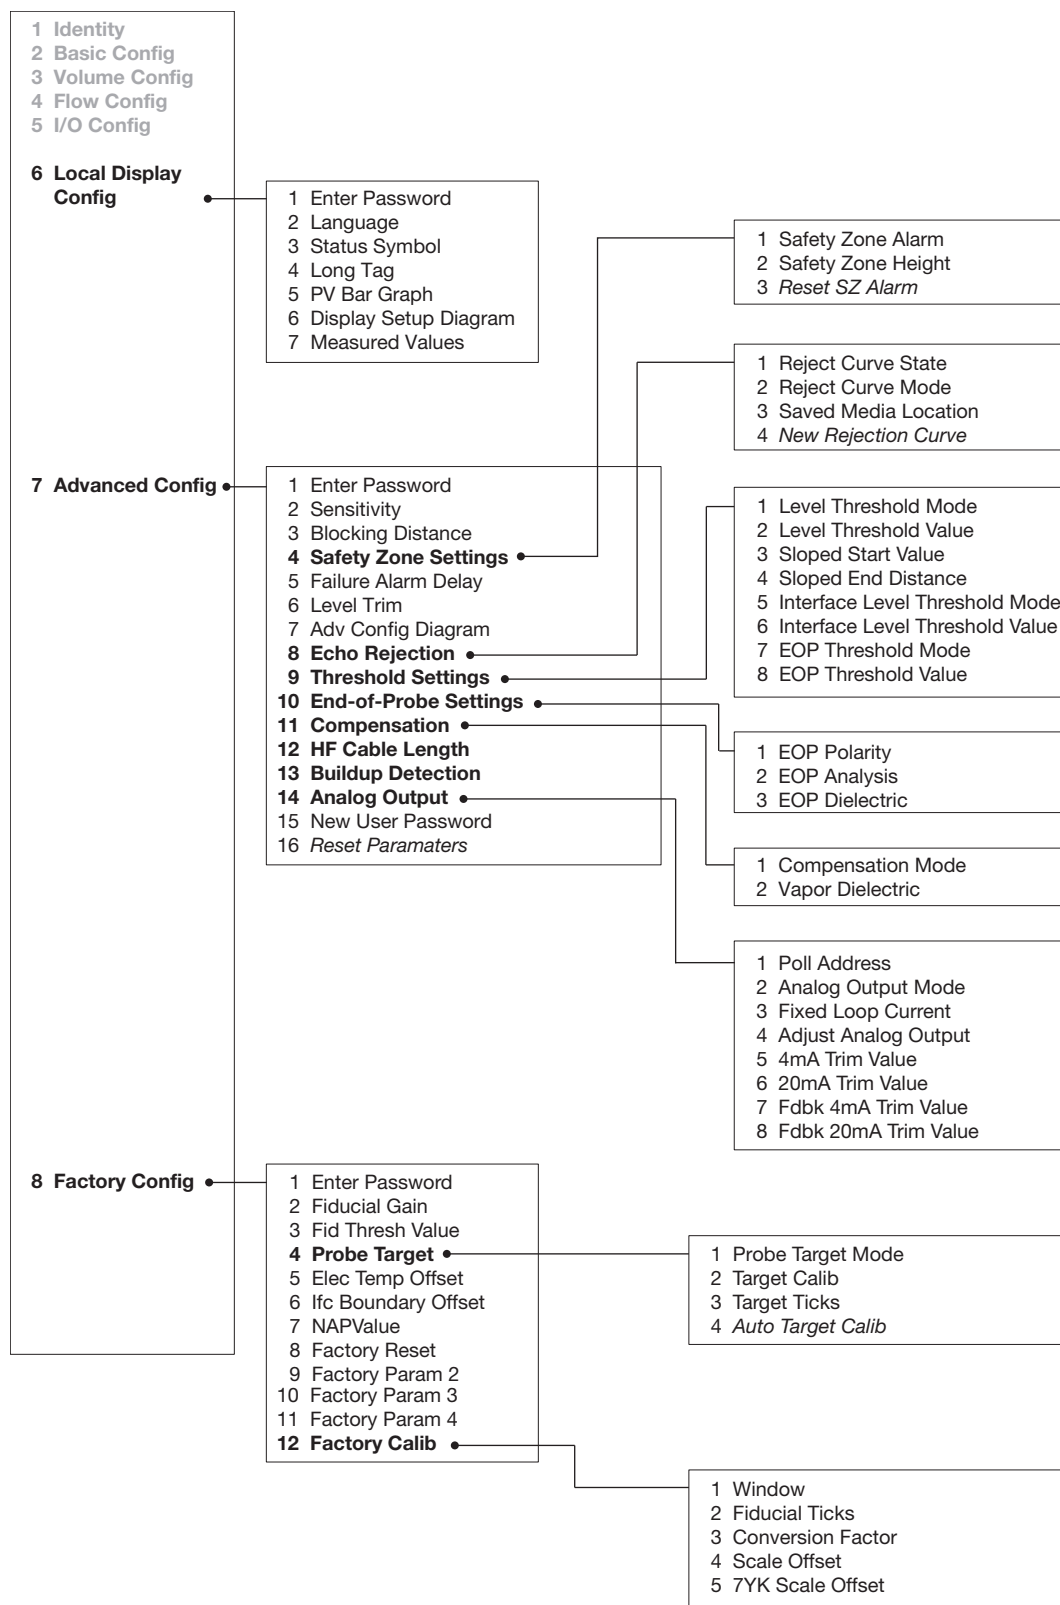 1 Identity
2 Basic Config
3 Volume Config
4 Flow Config
5 I/O Config
6 Local Display
Config
1 Enter Password
2 Language
3 Status Symbol
4 Long Tag
5 PV Bar Graph
6 Display Setup Diagram
7 Measured Values
1 Safety Zone Alarm
2 Safety Zone Height
3 Reset SZ Alarm
1 Reject Curve State
2 Reject Curve Mode
3 Saved Media Location
4 New Rejection Curve
7 Advanced Config
1 Enter Password
2 Sensitivity
3 Blocking Distance
4 Safety Zone Settings
5 Failure Alarm Delay
6 Level Trim
7 Adv Config Diagram
8 Echo Rejection
9 Threshold Settings
10 End-of-Probe Settings
11 Compensation
12 HF Cable Length
13 Buildup Detection
14 Analog Output
15 New User Password
16 Reset Paramaters
1 Level Threshold Mode
2 Level Threshold Value
3 Sloped Start Value
4 Sloped End Distance
5 Interface Level Threshold Mode
6 Interface Level Threshold Value
7 EOP Threshold Mode
8 EOP Threshold Value
1 EOP Polarity
2 EOP Analysis
3 EOP Dielectric
1 Compensation Mode
2 Vapor Dielectric
1 Poll Address
2 Analog Output Mode
3 Fixed Loop Current
4 Adjust Analog Output
5 4mA Trim Value
6 20mA Trim Value
7 Fdbk 4mA Trim Value
8 Fdbk 20mA Trim Value
8 Factory Config
1 Enter Password
2 Fiducial Gain
3 Fid Thresh Value
4 Probe Target
5 Elec Temp Offset
6 Ifc Boundary Offset
7 NAPValue
8 Factory Reset
9 Factory Param 2
10 Factory Param 3
11 Factory Param 4
12 Factory Calib
1 Probe Target Mode
2 Target Calib
3 Target Ticks
4 Auto Target Calib
1 Window
2 Fiducial Ticks
3 Conversion Factor
4 Scale Offset
5 7YK Scale Offset